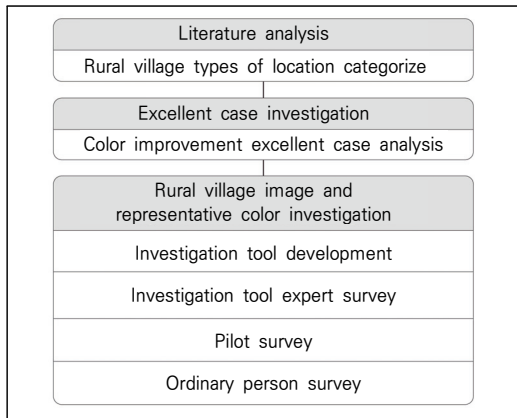 Literature analysis
Rural village types of location categorize
Excellent case investigation
Color improvement excellent case analysis
Rural village image and
representative color investigation
Investigation tool development
Investigation tool expert survey
Pilot survey
Ordinary person survey